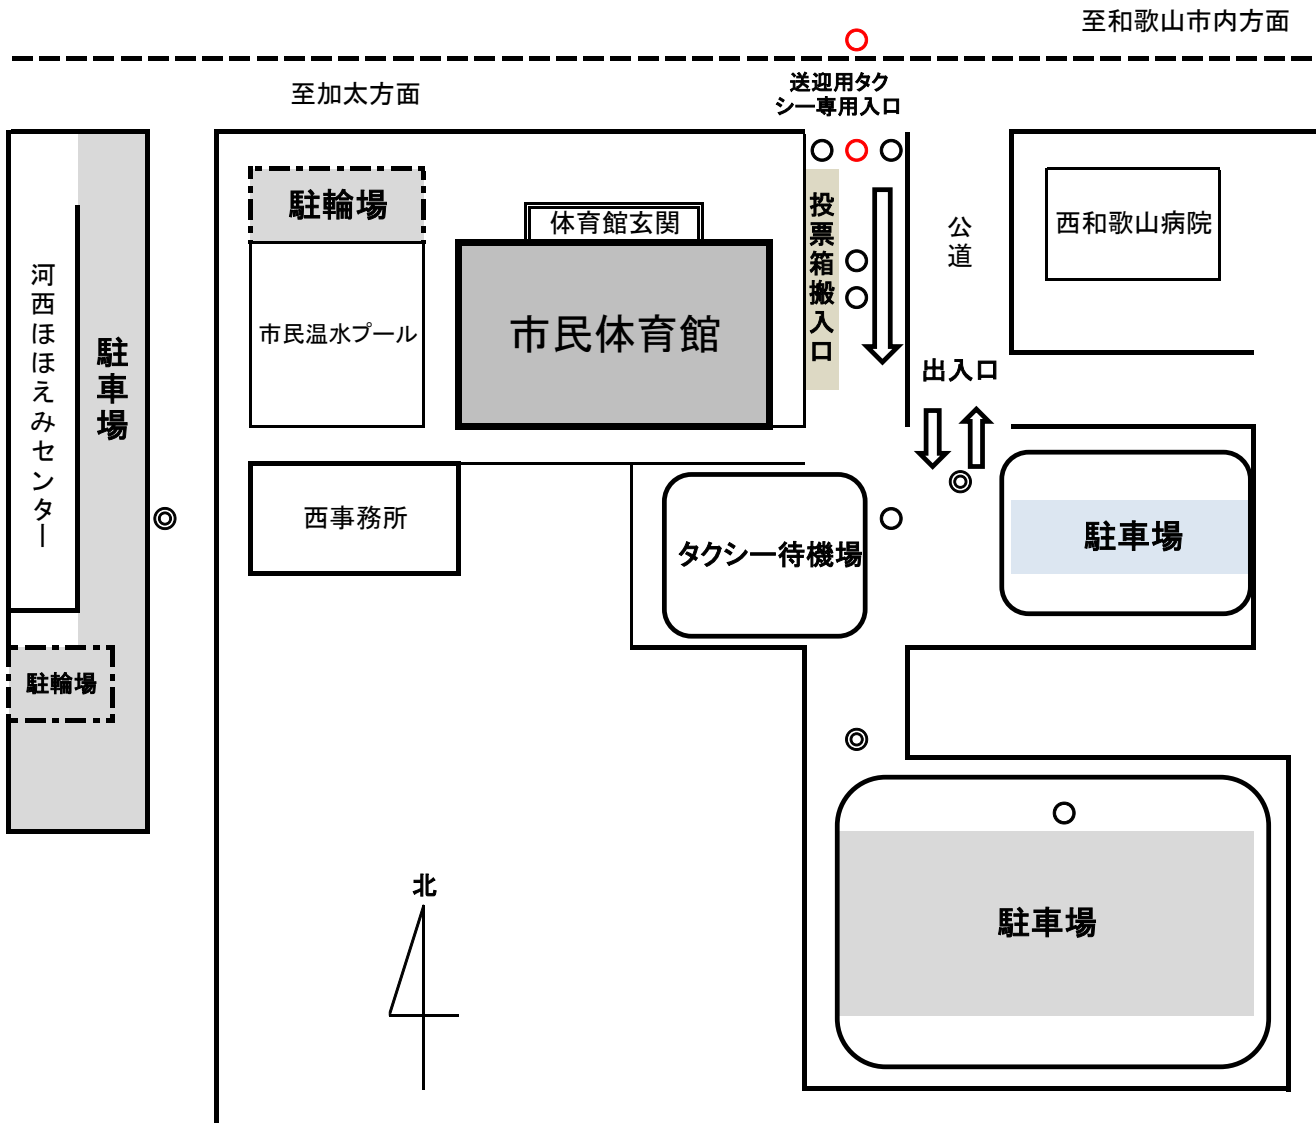 至和歌山市内方面
至加太方面
送迎用タク
シー専用入口
駐輪場
体育館玄関
投票箱搬入口
公道
西和歌山病院
河西ほほえみセンター
駐車場
市民温水プール
市民体育館
出入口
西事務所
タクシー待機場
駐車場
駐輪場
北
駐車場